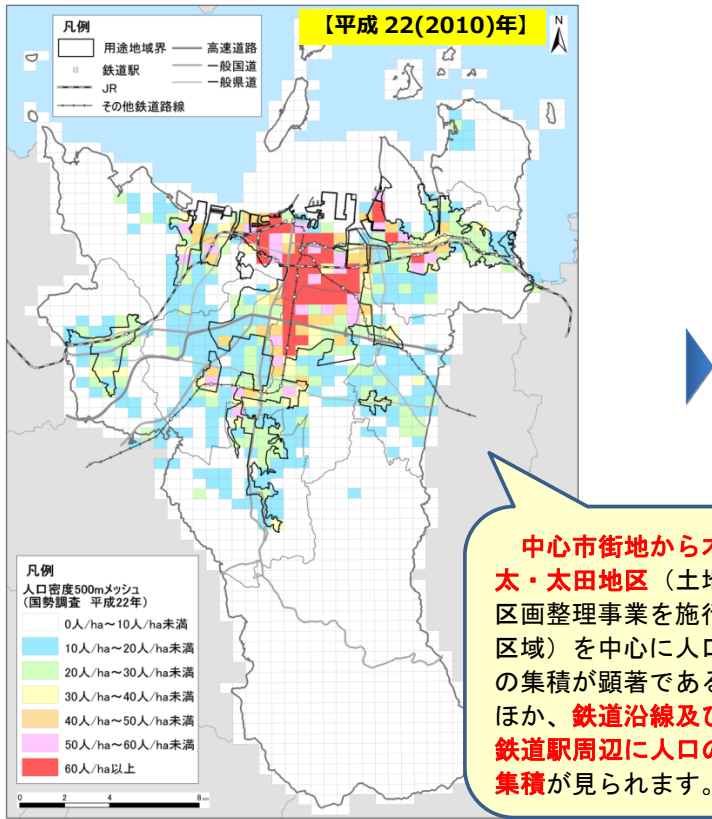 【平成 22(2010)年】
N
凡例
用途地域界
高速道路
鉄道駅
一般国道
JR
一般県道
その他鉄道路線
凡例
人口密度500mメッシュ
(国勢調査 平成22年)
0人/ha～10人/ha未満
10人/ha～20人/ha未満
20人/ha～30人/ha未満
30人/ha～40人/ha未満
40人/ha～50人/ha未満
50人/ha～60人/ha未満
60人/ha以上
0 2 4 8
中心市街地から
太・太田地区（土地
区画整理事業を施行
区域）を中心に人口
の集積が顕著である
ほか、鉄道沿線及び
鉄道駅周辺に人口の
集積が見られます。